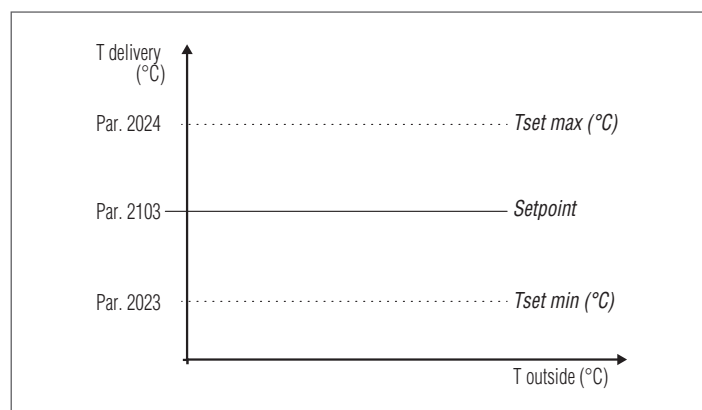 T delivery
(°C)
Par. 2024
Tset max (°C)
Par. 2103
Setpoint
Par. 2023
Tset min (°C)
T outside (°C)